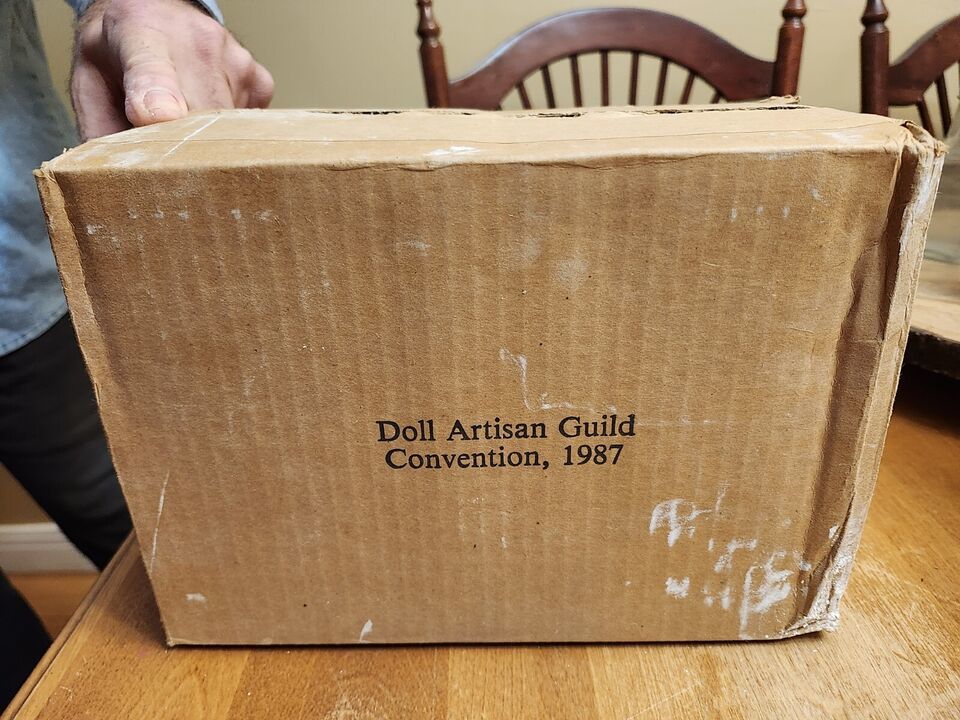 Doll Artisan Guild
Convention, 1987